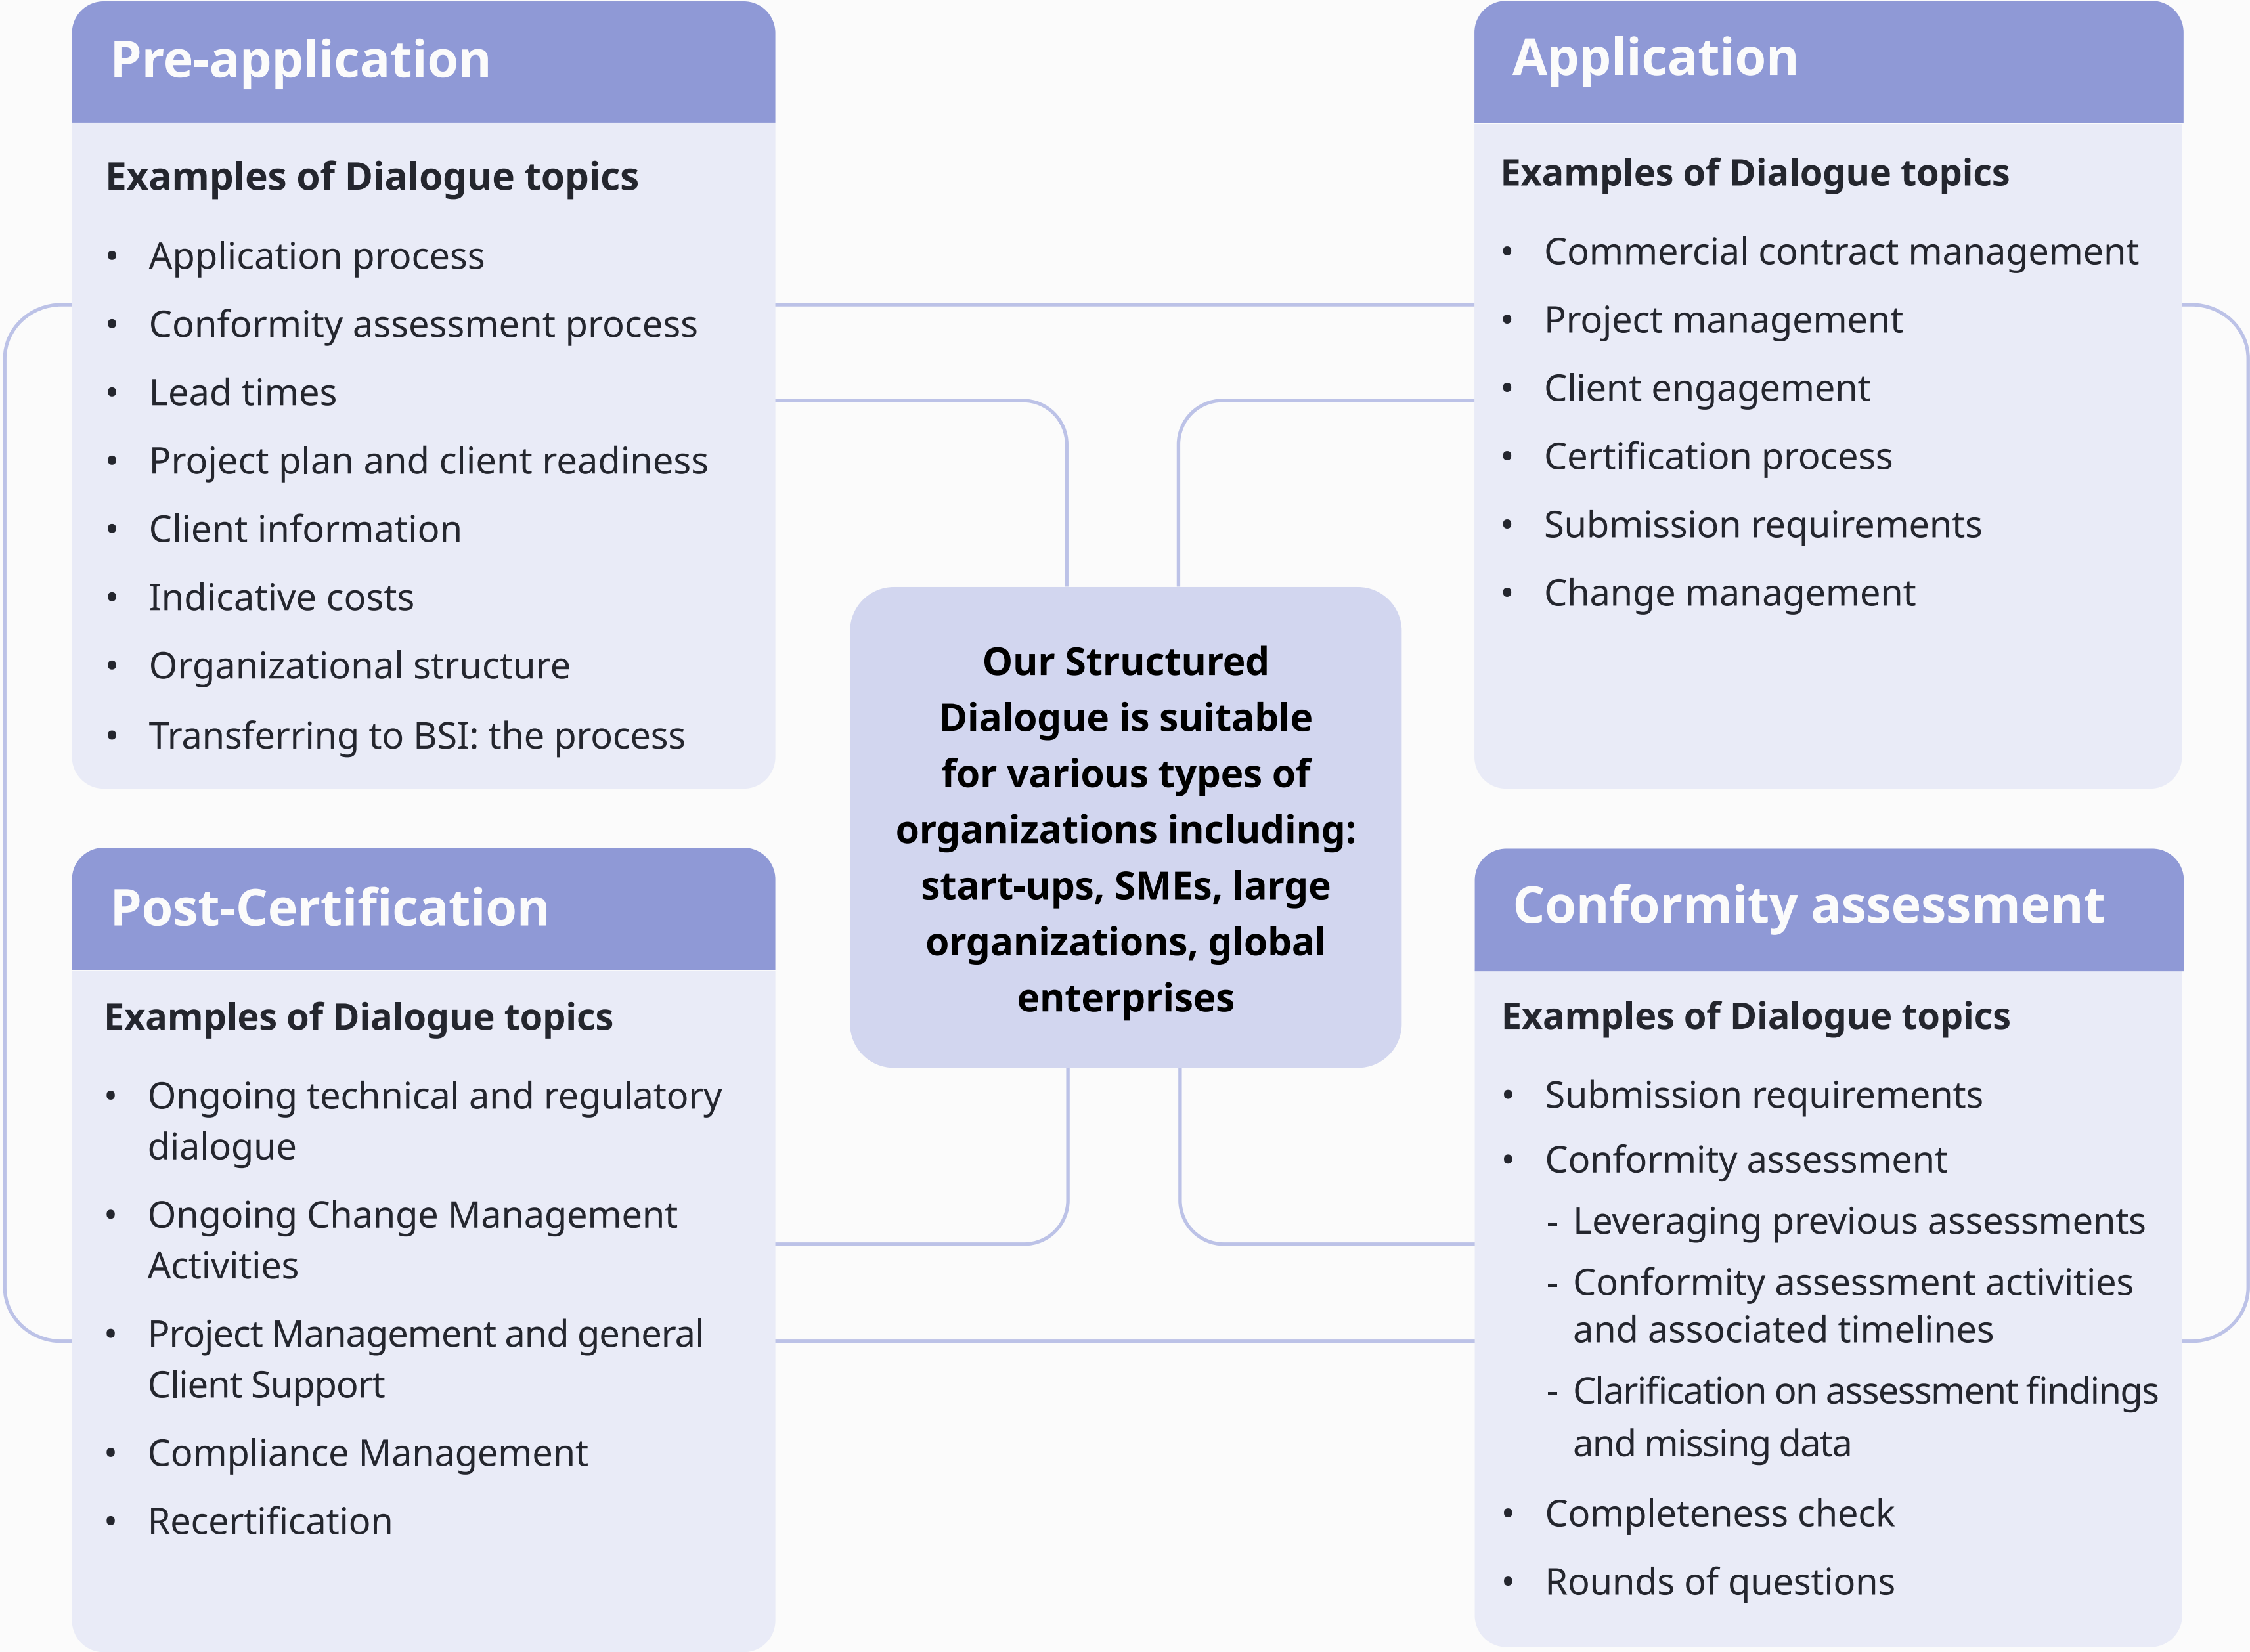 Pre-application
Examples of Dialogue topics
• Application process
• Conformity assessment process
• Lead times
• Project plan and client readiness
• Client information
• Indicative costs
• Organizational structure
• Transferring to BSI: the process
Application
Examples of Dialogue topics
• Commercial contract management
• Project management
• Client engagement
• Certification process
• Submission requirements
• Change management
Our Structured
Dialogue is suitable
for various types of
organizations including:
start-ups, SMEs, large
organizations, global
enterprises
Post-Certification
Examples of Dialogue topics
• Ongoing technical and regulatory
dialogue
• Ongoing Change Management
Activities
• Project Management and general
Client Support
• Compliance Management
• Recertification
Conformity assessment
Examples of Dialogue topics
• Submission requirements
• Conformity assessment
- Leveraging previous assessments
- Conformity assessment activities
and associated timelines
- Clarification on assessment findings
and missing data
• Completeness check
• Rounds of questions